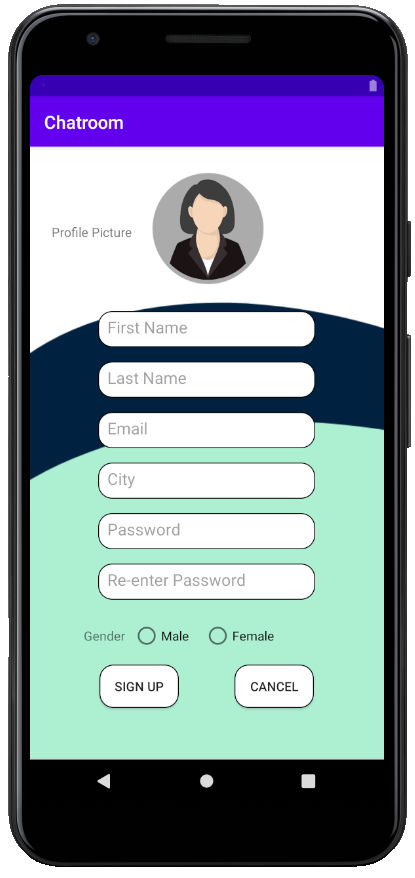 Chatroom
Profile Picture
First Name
Last Name
Email
City
Password
Re-enter Password
Gender Male Female
SIGN UP CANCEL